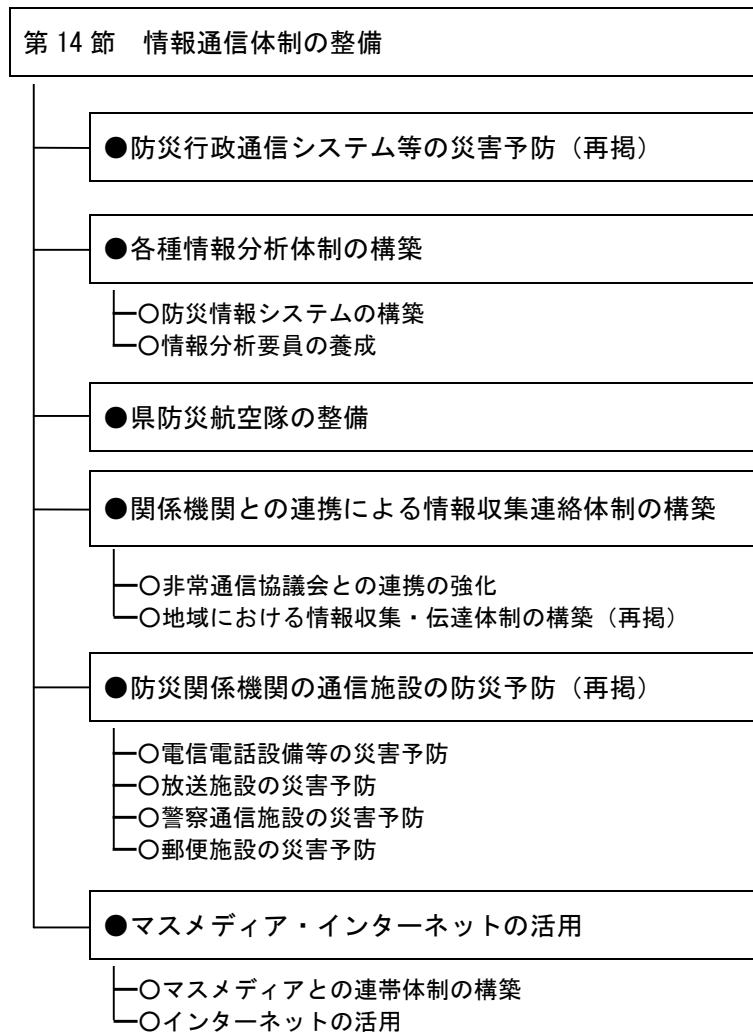 第14節　情報通信体制の整備
●防災行政通信システム等の災害予防（再掲）
●各種情報分析体制の構築
○防災情報システムの構築
○情報分析要員の養成
●県防災航空隊の整備
●関係機関との連携による情報収集連絡体制の構築
○非常通信協議会との連携の強化
○地域における情報収集・伝達体制の構築（再掲）
●防災関係機関の通信施設の防災予防（再掲）
○電信電話設備等の災害予防
○放送施設の災害予防
○警察通信施設の災害予防
○郵便施設の災害予防
●マスメディア・インターネットの活用
○マスメディアとの連帯体制の構築
○インターネットの活用